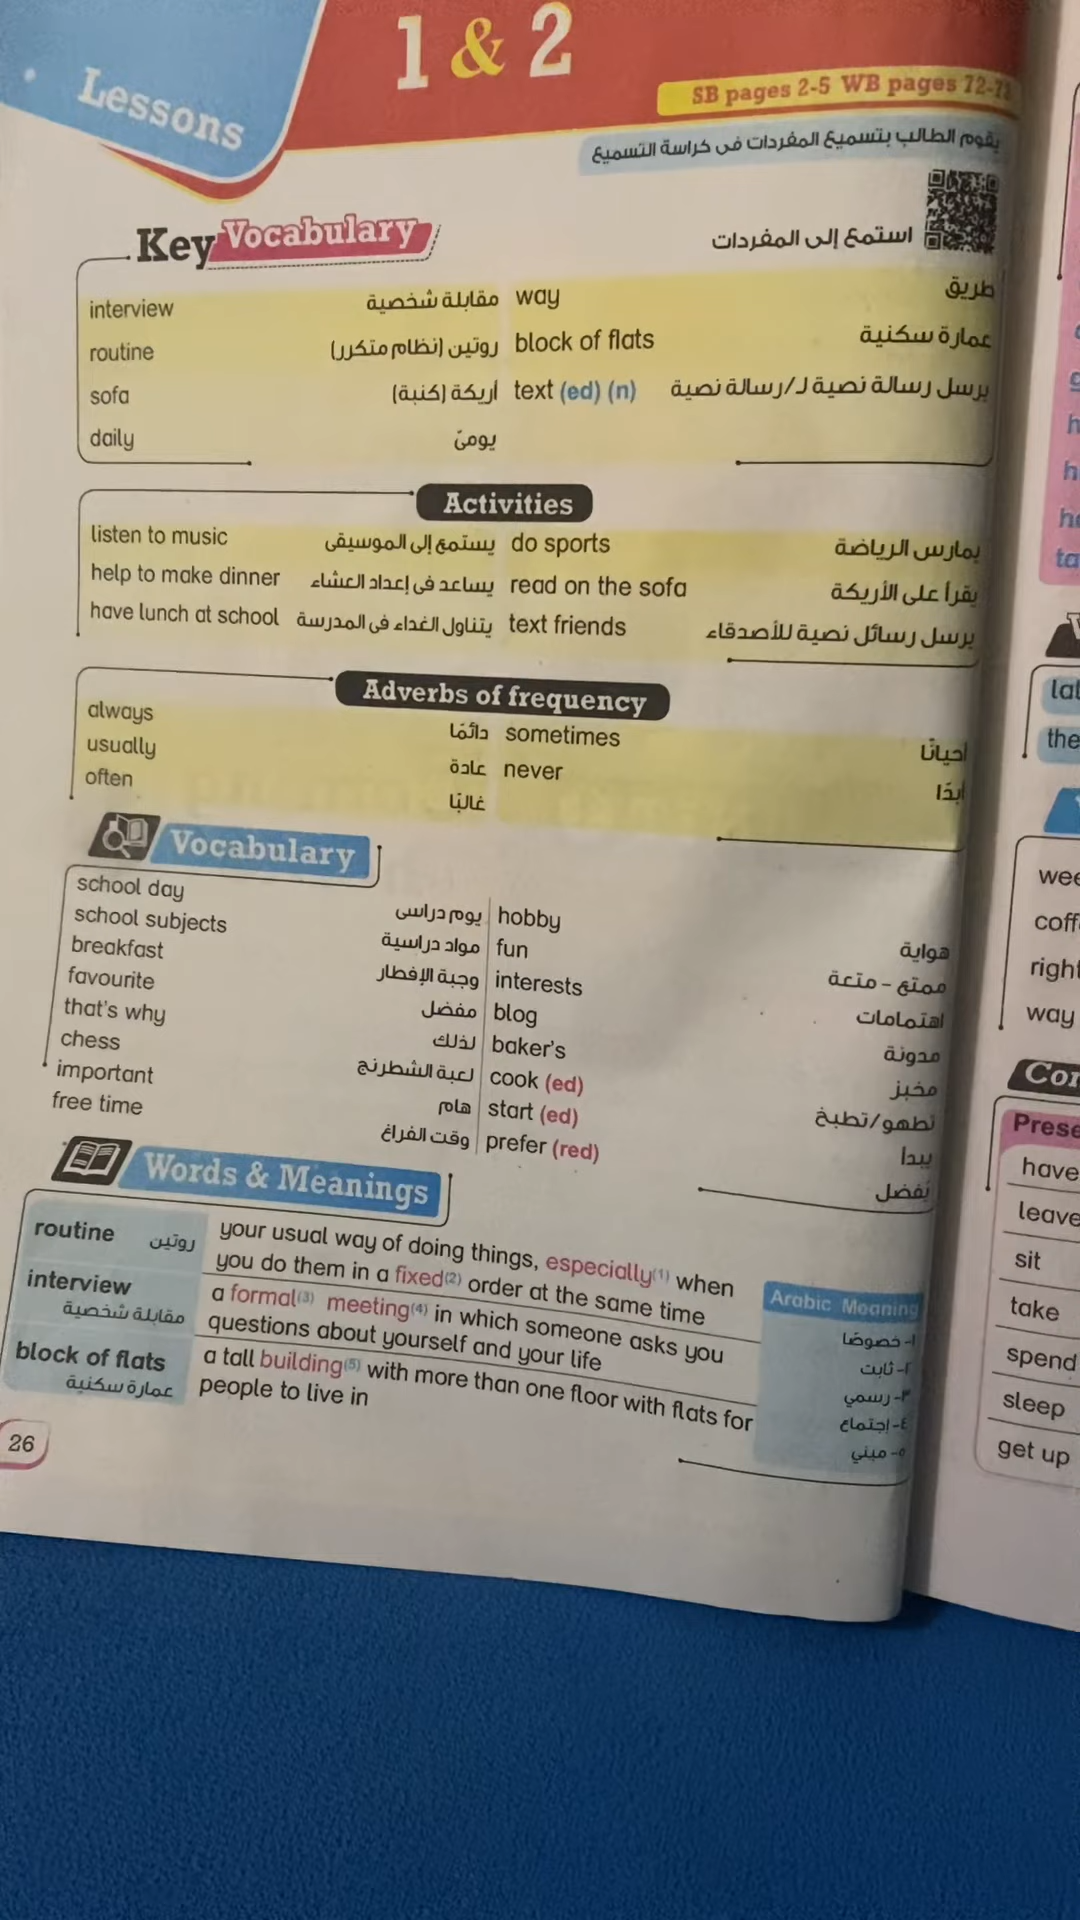 Lessons
1 & 2
SB pages 2-5 WB pages 72-
يقوم الطالب بتسميع المفردات فى كراسة التسميع
استمع إلى المفردات
Key Vocabulary
interview مقابلة شخصية way طريق
routine روتين (نظام متكرر) block of flats عمارة سكنية
sofa أريكة (كنبة) text (ed) (n) يرسل رسالة نصية لـ/رسالة نصية
daily يومىّ
Activities
listen to music يستمع إلى الموسيقى do sports يمارس الرياضة
help to make dinner يساعد فى إعداد العشاء read on the sofa يقرأ على الأريكة
have lunch at school يتناول الغداء فى المدرسة text friends يرسل رسائل نصية للأصدقاء
Adverbs of frequency
always دائمًا sometimes أحيانًا
usually عادة never أبدًا
often غالبًا
Vocabulary
school day يوم دراسى hobby هواية
school subjects مواد دراسية fun ممتع - متعة
breakfast وجبة الإفطار interests اهتمامات
favourite مفضل blog مدونة
that's why لذلك baker's مخبز
chess لعبة الشطرنج cook (ed) تطهو/تطبخ
important هام start (ed) يبدأ
free time وقت الفراغ prefer (red) يُفضل
Words & Meanings
routine روتين your usual way of doing things, especially(1) when
you do them in a fixed(2) order at the same time
interview a formal(3) meeting(4) in which someone asks you
مقابلة شخصية questions about yourself and your life
block of flats a tall building(5) with more than one floor with flats for
عمارة سكنية people to live in
Arabic Meaning
١- خصوصًا
٢- ثابت
٣- رسمي
٤- إجتماع
٥- مبني
26
the
way
Prese
have
leave
sit
take
spend
sleep
get up